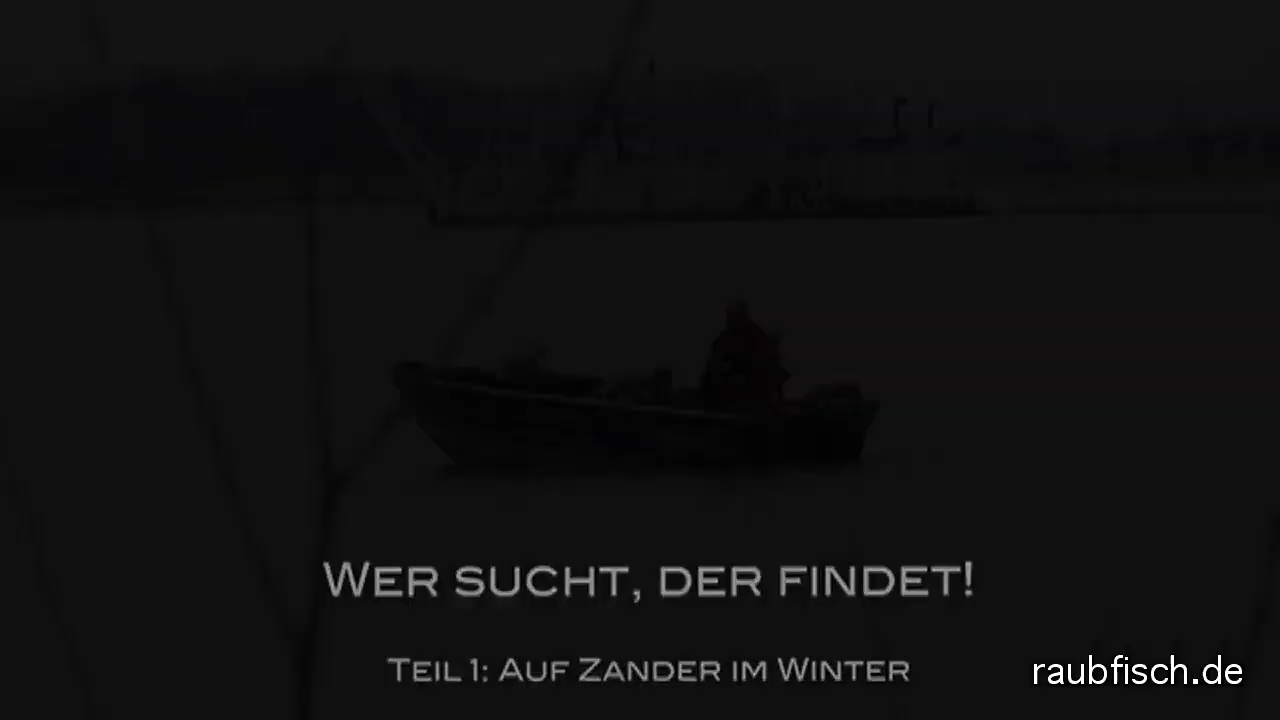 WER SUCHT, DER FINDET!
TEIL 1: AUF ZANDER IM WINTER
raubfisch.de